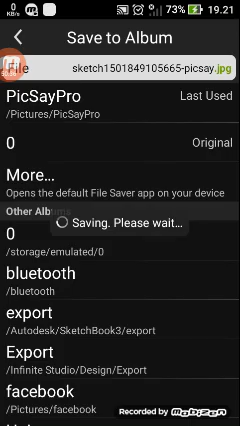 0
K/s
73% 19.21
Save to Album
File sketch1501849105665-picsay.jpg
PicSayPro Last Used
/Pictures/PicSayPro
0 Original
More...
Opens the default File Saver app on your device
Other Albums
Saving. Please wait...
0
/storage/emulated/0
bluetooth
/bluetooth
export
/Autodesk/SketchBook3/export
Export
/Infinite Studio/Design/Export
facebook
/Pictures/facebook
Recorded by mobizen